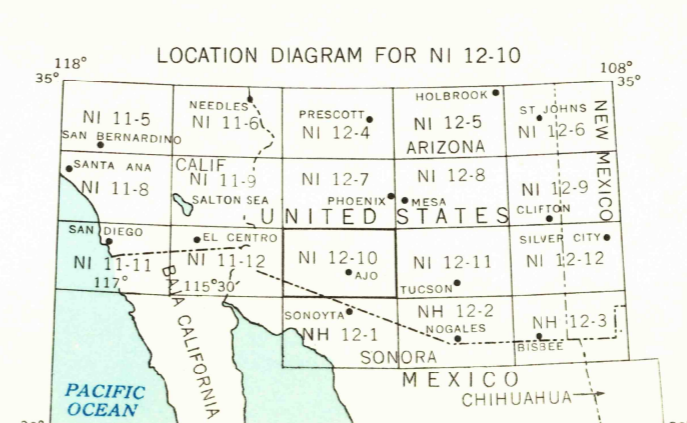 LOCATION DIAGRAM FOR NI 12-10
118°
108°
35°
35°
NI 11-5
SAN BERNARDINO
NEEDLES
NI 11-6
PRESCOTT
NI 12-4
HOLBROOK
NI 12-5
ARIZONA
ST JOHNS
NI 12-6
NEW MEXICO
SANTA ANA
NI 11-8
CALIF
NI 11-9
SALTON SEA
NI 12-7
PHOENIX
NI 12-8
MESA
NI 12-9
CLIFTON
UNITED STATES
SAN DIEGO
NI 11-11
117°
EL CENTRO
NI 11-12
115°30'
NI 12-10
AJO
NI 12-11
TUCSON
SILVER CITY
NI 12-12
BAJA CALIFORNIA
SONOYTA
NH 12-1
NH 12-2
NOGALES
NH 12-3
BISBEE
SONORA
MEXICO
CHIHUAHUA
PACIFIC
OCEAN